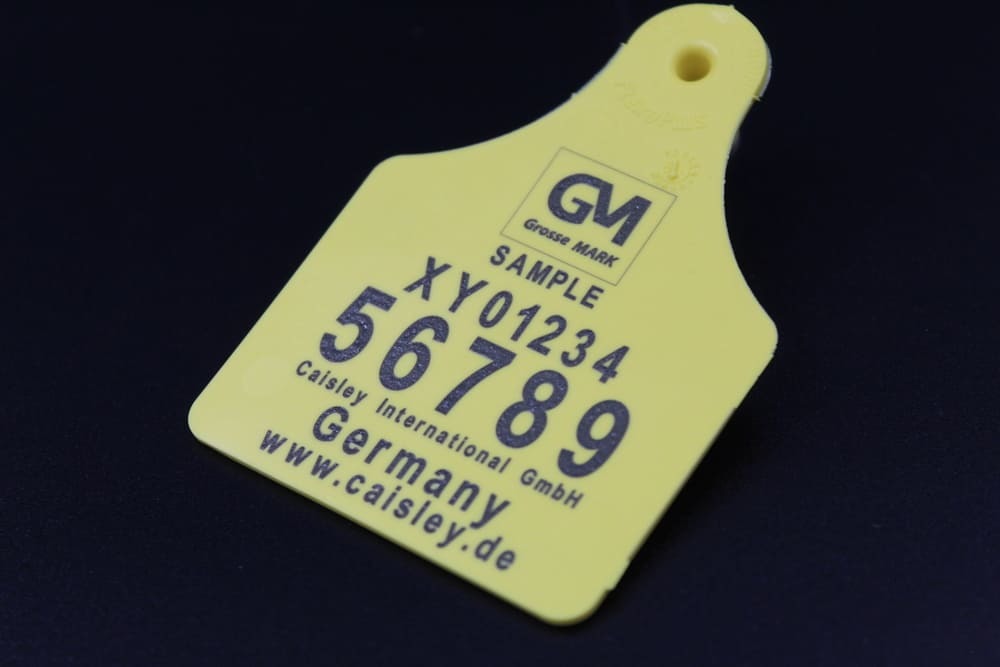 GM
Grosse MARK
SAMPLE
XY01234
56789
Caisley International GmbH
Germany
www.caisley.de